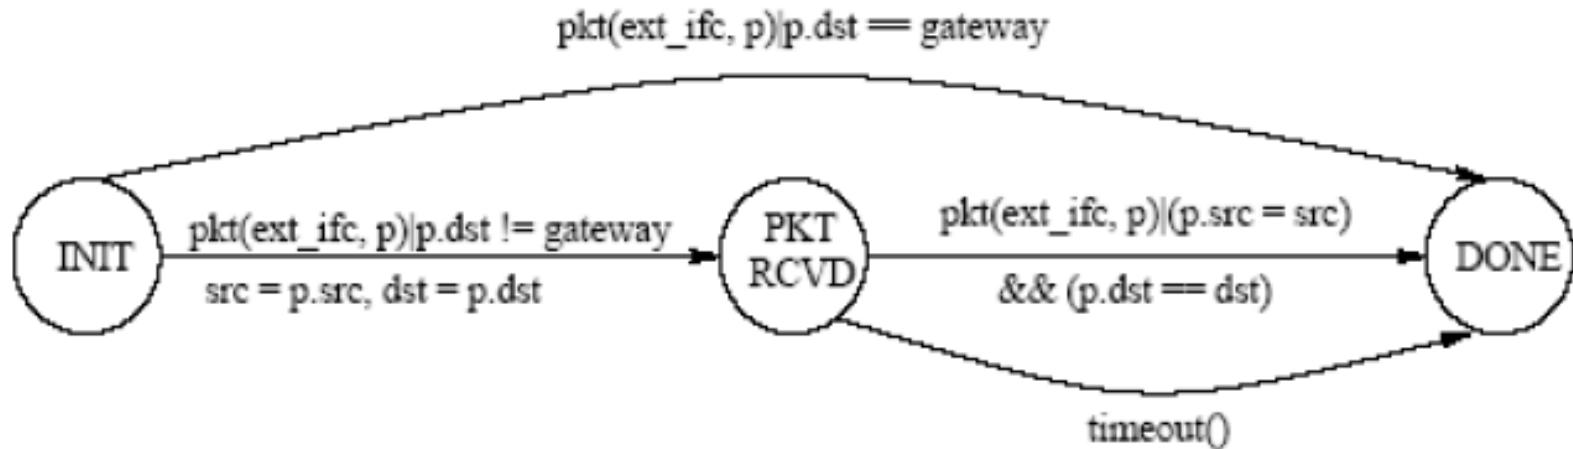 pkt(ext_ifc, p)|p.dst == gateway
INIT
pkt(ext_ifc, p)|p.dst != gateway
src = p.src, dst = p.dst
PKT
RCVD
pkt(ext_ifc, p)|(p.src = src)
&& (p.dst == dst)
DONE
timeout()